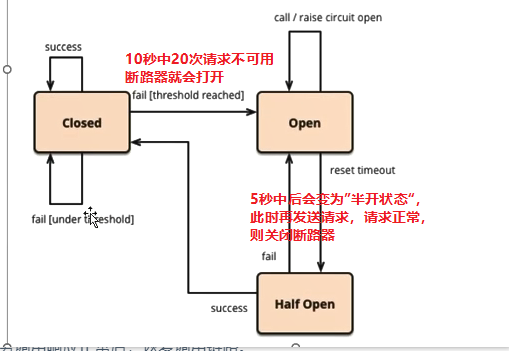 call / raise circuit open
success
10秒中20次请求不可用
断路器就会打开
fail [threshold reached]
Closed
Open
reset timeout
5秒中后会变为"半开状态",
此时再发送请求，请求正常，
则关闭断路器
fail [under threshold]
fail
success
Half Open